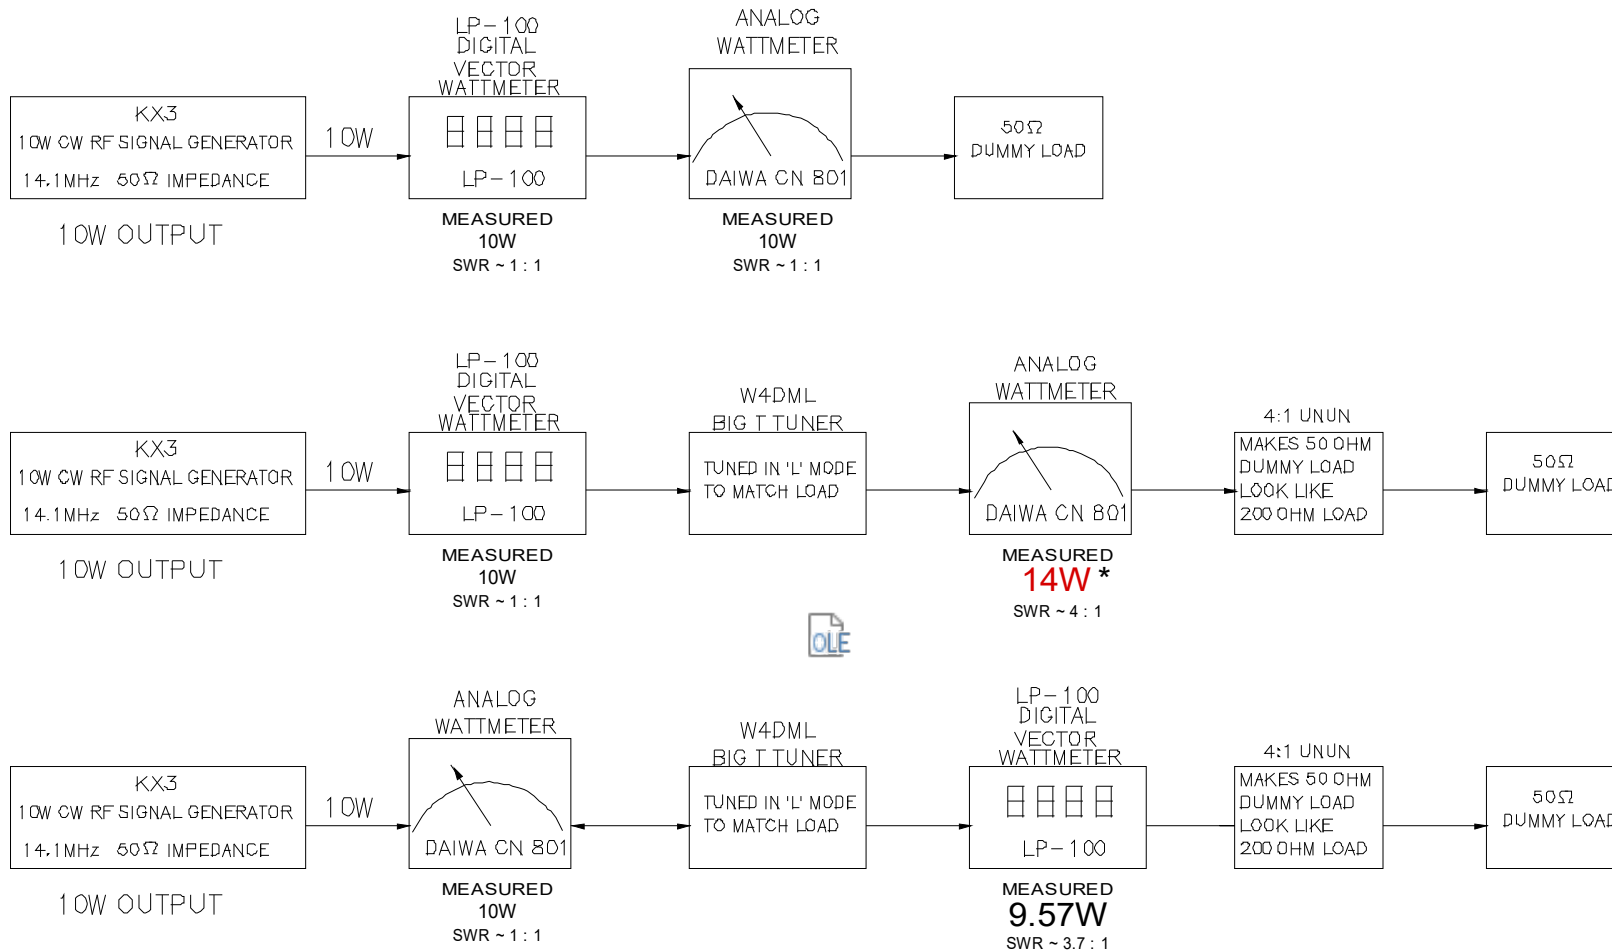 LP-100
DIGITAL
VECTOR
WATTMETER
ANALOG
WATTMETER
KX3
10W CW RF SIGNAL GENERATOR
14.1MHz 50Ω IMPEDANCE
10W
8888
LP-100
DAIWA CN 801
50Ω
DUMMY LOAD
10W OUTPUT
MEASURED
10W
SWR ~ 1 : 1
MEASURED
10W
SWR ~ 1 : 1
LP-100
DIGITAL
VECTOR
WATTMETER
W4DML
BIG T TUNER
ANALOG
WATTMETER
4:1 UNUN
KX3
10W CW RF SIGNAL GENERATOR
14.1MHz 50Ω IMPEDANCE
10W
8888
LP-100
TUNED IN 'L' MODE
TO MATCH LOAD
DAIWA CN 801
MAKES 50 OHM
DUMMY LOAD
LOOK LIKE
200 OHM LOAD
50Ω
DUMMY LOAD
10W OUTPUT
MEASURED
10W
SWR ~ 1 : 1
MEASURED
14W *
SWR ~ 4 : 1
OLE
ANALOG
WATTMETER
W4DML
BIG T TUNER
LP-100
DIGITAL
VECTOR
WATTMETER
4:1 UNUN
KX3
10W CW RF SIGNAL GENERATOR
14.1MHz 50Ω IMPEDANCE
10W
DAIWA CN 801
TUNED IN 'L' MODE
TO MATCH LOAD
8888
LP-100
MAKES 50 OHM
DUMMY LOAD
LOOK LIKE
200 OHM LOAD
50Ω
DUMMY LOAD
10W OUTPUT
MEASURED
10W
SWR ~ 1 : 1
MEASURED
9.57W
SWR ~ 3.7 : 1